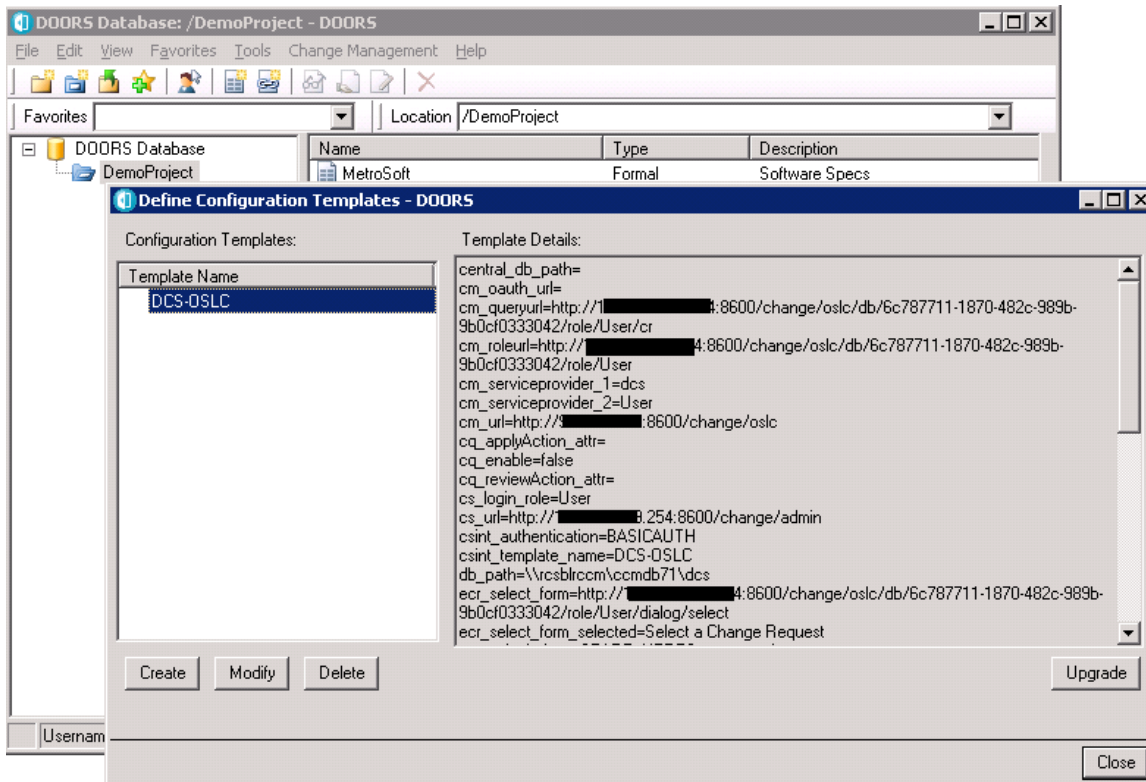 DOORS Database: /DemoProject - DOORS
File Edit View Favorites Tools Change Management Help
Favorites Location /DemoProject
DOORS Database
DemoProject
Name Type Description
MetroSoft Formal Software Specs
Define Configuration Templates - DOORS
Configuration Templates:
Template Details:
Template Name
DCS-OSLC
central_db_path=
cm_oauth_url=
cm_queryurl=http://1 4:8600/change/oslc/db/6c787711-1870-482c-989b-
9b0cf0333042/role/User/cr
cm_roleurl=http:// 4:8600/change/oslc/db/6c787711-1870-482c-989b-
9b0cf0333042/role/User
cm_serviceprovider_1=dcs
cm_serviceprovider_2=User
cm_url=http://9 :8600/change/oslc
cq_applyAction_attr=
cq_enable=false
cq_reviewAction_attr=
cs_login_role=User
cs_url=http://1 .254:8600/change/admin
csint_authentication=BASICAUTH
csint_template_name=DCS-OSLC
db_path=\\rcsblrccm\ccmdb71\dcs
ecr_select_form=http://1 4:8600/change/oslc/db/6c787711-1870-482c-989b-
9b0cf0333042/role/User/dialog/select
ecr_select_form_selected=Select a Change Request
Create Modify Delete Upgrade
Usernam
Close